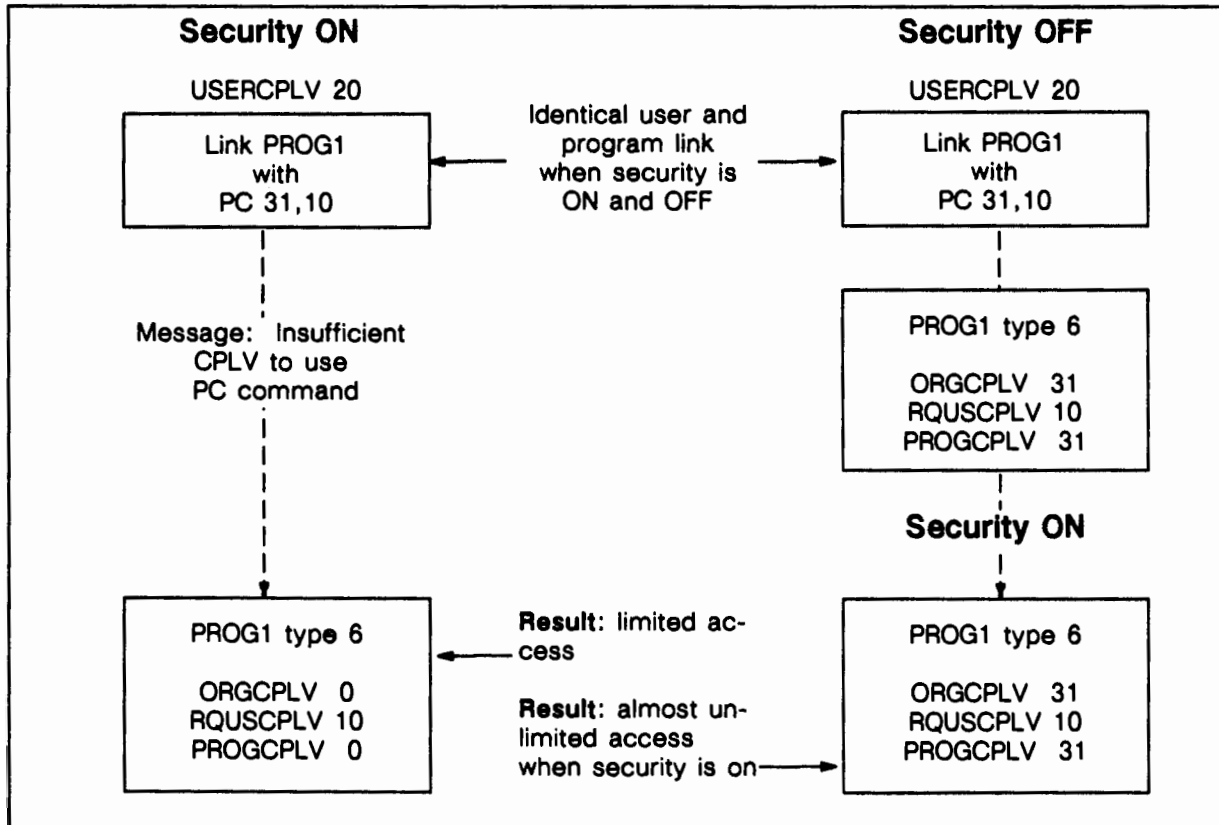 Security ON
USERCPLV 20
Link PROG1
with
PC 31,10
Message: Insufficient
CPLV to use
PC command
PROG1 type 6
ORGCPLV 0
RQUSCPLV 10
PROGCPLV 0
Identical user and
program link
when security is
ON and OFF
Result: limited ac-
cess
Result: almost un-
limited access
when security is on
Security OFF
USERCPLV 20
Link PROG1
with
PC 31,10
PROG1 type 6
ORGCPLV 31
RQUSCPLV 10
PROGCPLV 31
Security ON
PROG1 type 6
ORGCPLV 31
RQUSCPLV 10
PROGCPLV 31